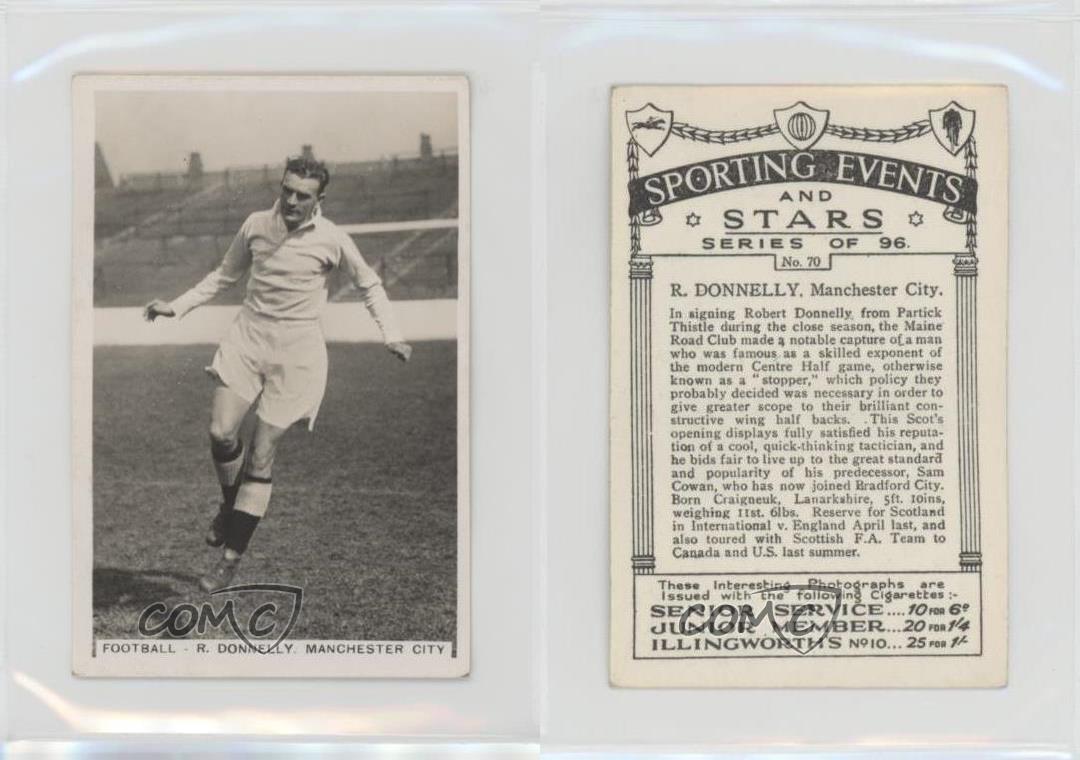 FOOTBALL - R. DONNELLY. MANCHESTER CITY
COMC
SPORTING EVENTS
AND
STARS
SERIES OF 96.
No. 70
R. DONNELLY, Manchester City.
In signing Robert Donnelly, from Partick
Thistle during the close season, the Maine
Road Club made a notable capture of a man
who was famous as a skilled exponent of
the modern Centre Half game, otherwise
known as a "stopper," which policy they
probably decided was necessary in order to
give greater scope to their brilliant con-
structive wing half backs. This Scot's
opening displays fully satisfied his reputa-
tion of a cool, quick-thinking tactician, and
he bids fair to live up to the great standard
and popularity of his predecessor, Sam
Cowan, who has now joined Bradford City.
Born Craigneuk, Lanarkshire, 5ft. 10ins,
weighing 11st. 6lbs. Reserve for Scotland
in International v. England April last, and
also toured with Scottish F.A. Team to
Canada and U.S. last summer.
These Interesting Photographs are
Issued with the following Cigarettes :-
SENIOR SERVICE.... 10 FOR 6D
JUNIOR MEMBER...20 FOR 1/4
ILLINGWORTH'S No10... 25 FOR 1/-
COMC